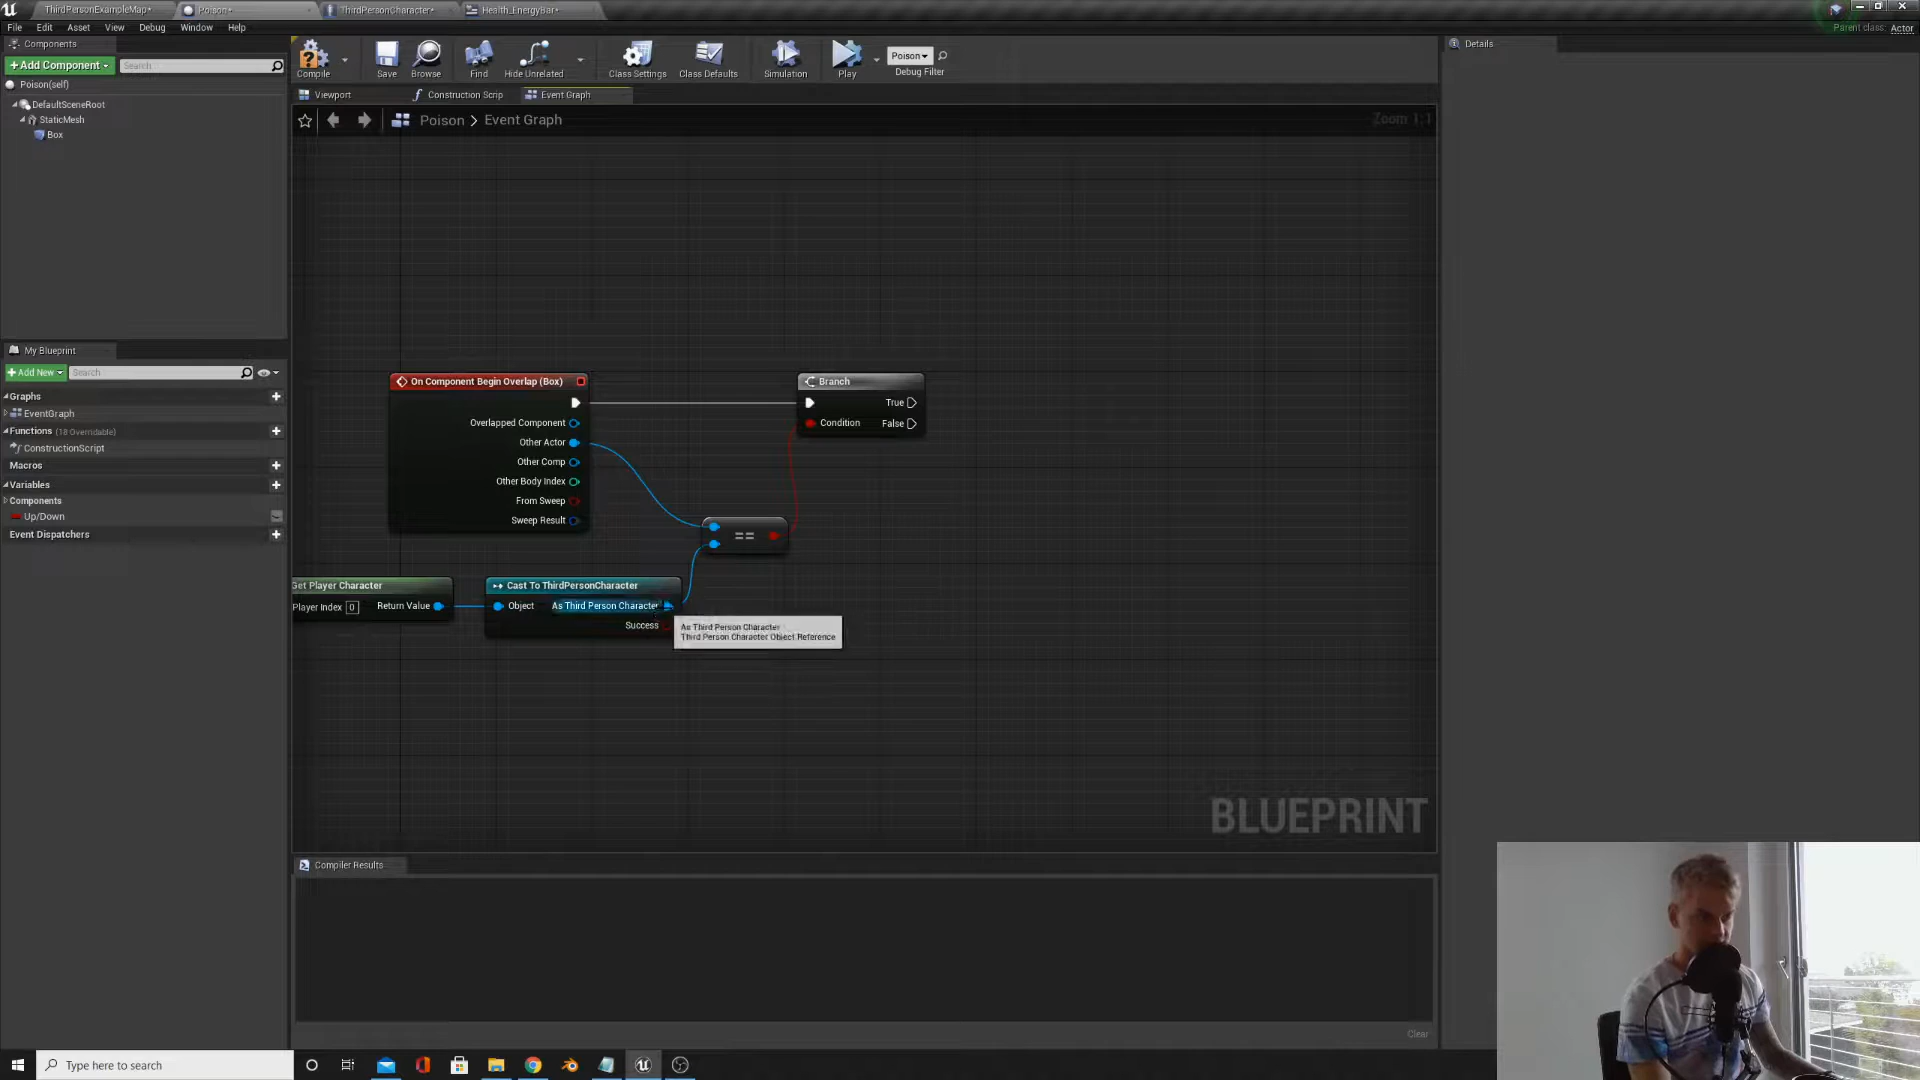 ThirdPersonExampleMap*
Poison*
ThirdPersonCharacter*
Health_EnergyBar*
File Edit Asset View Debug Window Help
Parent class: Actor
Components
+Add Component
Search
Poison(self)
DefaultSceneRoot
StaticMesh
Box
Compile
Save
Browse
Find
Hide Unrelated
Class Settings
Class Defaults
Simulation
Play
Poison
Debug Filter
Details
Viewport
Construction Scrip
Event Graph
Poison > Event Graph
Zoom 1:1
My Blueprint
+Add New
Search
Graphs
EventGraph
Functions (18 Overridable)
ConstructionScript
Macros
Variables
Components
Up/Down
Event Dispatchers
On Component Begin Overlap (Box)
Overlapped Component
Other Actor
Other Comp
Other Body Index
From Sweep
Sweep Result
Branch
True
Condition
False
==
Get Player Character
Player Index 0
Return Value
Cast To ThirdPersonCharacter
Object
As Third Person Character
Success
As Third Person Character
Third Person Character Object Reference
BLUEPRINT
Compiler Results
Clear
Type here to search